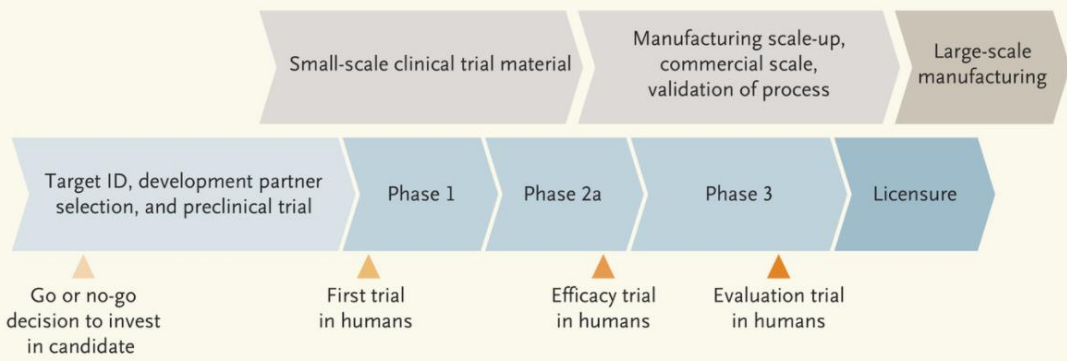 Small-scale clinical trial material
Manufacturing scale-up,
commercial scale,
validation of process
Large-scale
manufacturing
Target ID, development partner
selection, and preclinical trial
Phase 1
Phase 2a
Phase 3
Licensure
Go or no-go
decision to invest
in candidate
First trial
in humans
Efficacy trial
in humans
Evaluation trial
in humans